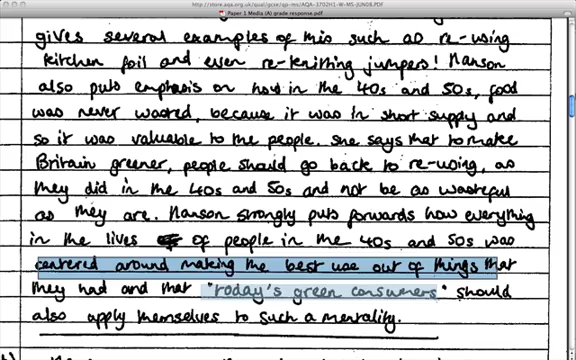 http://store.aqa.org.uk/qual/gcse/qp-ms/AQA-3702H1-W-MS-JUN08.PDF
Paper 1 Media (A) grade response.pdf
gives several examples of this such as re-using
kitchen foil and even re-knitting jumpers! Hanson
also puts emphasis on how in the 40s and 50s, food
was never wasted, because it was in short supply and
so it was valuable to the people. She says that to make
Britain greener, people should go back to re-using, as
they did in the 40s and 50s and not be as wasteful
as they are. Hanson strongly puts forwards how everything
in the lives of people in the 40s and 50s was
centered around making the best use out of things that
they had and that "today's green consumers" should
also apply themselves to such a mentality.